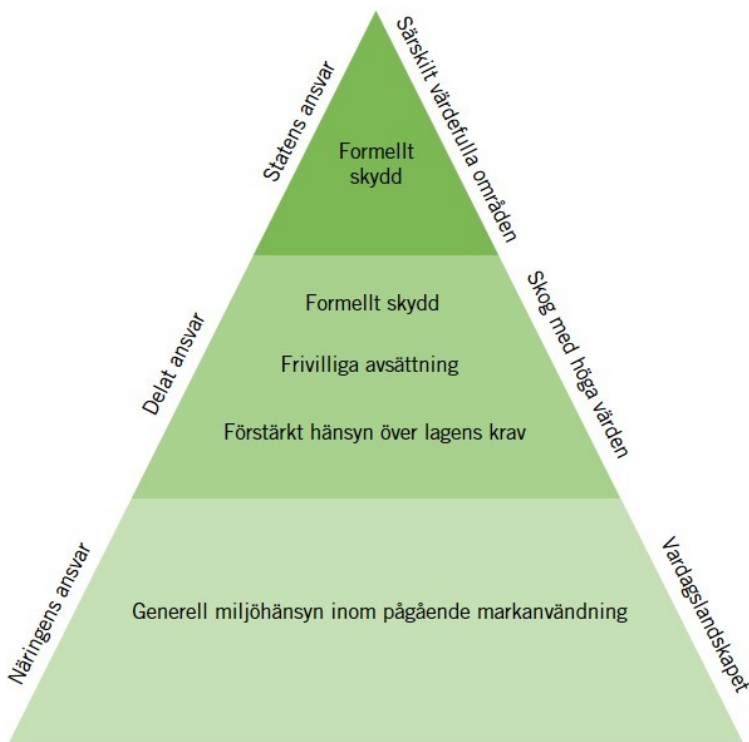 Statens ansvar
Särskilt värdefulla områden
Formellt
skydd
Delat ansvar
Skog med höga värden
Formellt skydd
Frivilliga avsättning
Förstärkt hänsyn över lagens krav
Näringens ansvar
Vardagslandskapet
Generell miljöhänsyn inom pågående markanvändning